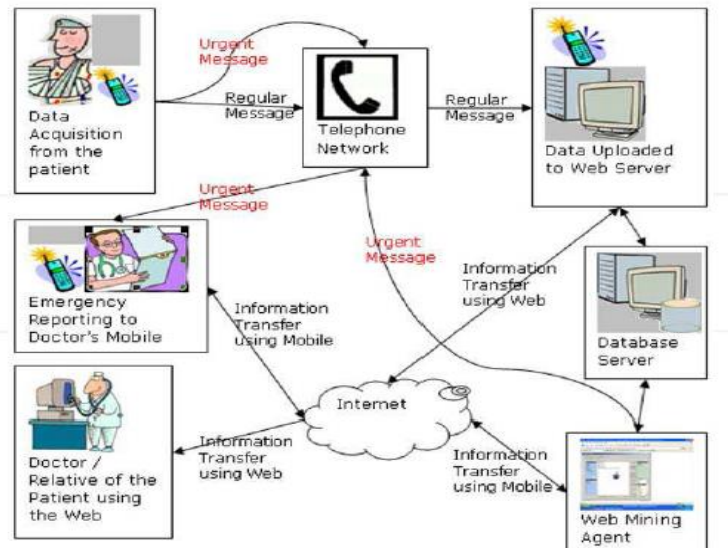 Urgent
Message
Data
Acquisition
from the
patient
Regular
Message
Telephone
Network
Regular
Message
Data Uploaded
to Web Server
Urgent
Message
Urgent
Message
Emergency
Reporting to
Doctor's Mobile
Information
Transfer
using Mobile
Information
Transfer
using Web
Database
Server
Internet
Doctor /
Relative of the
Patient using
the Web
Information
Transfer
using Web
Information
Transfer
using Mobile
Web Mining
Agent